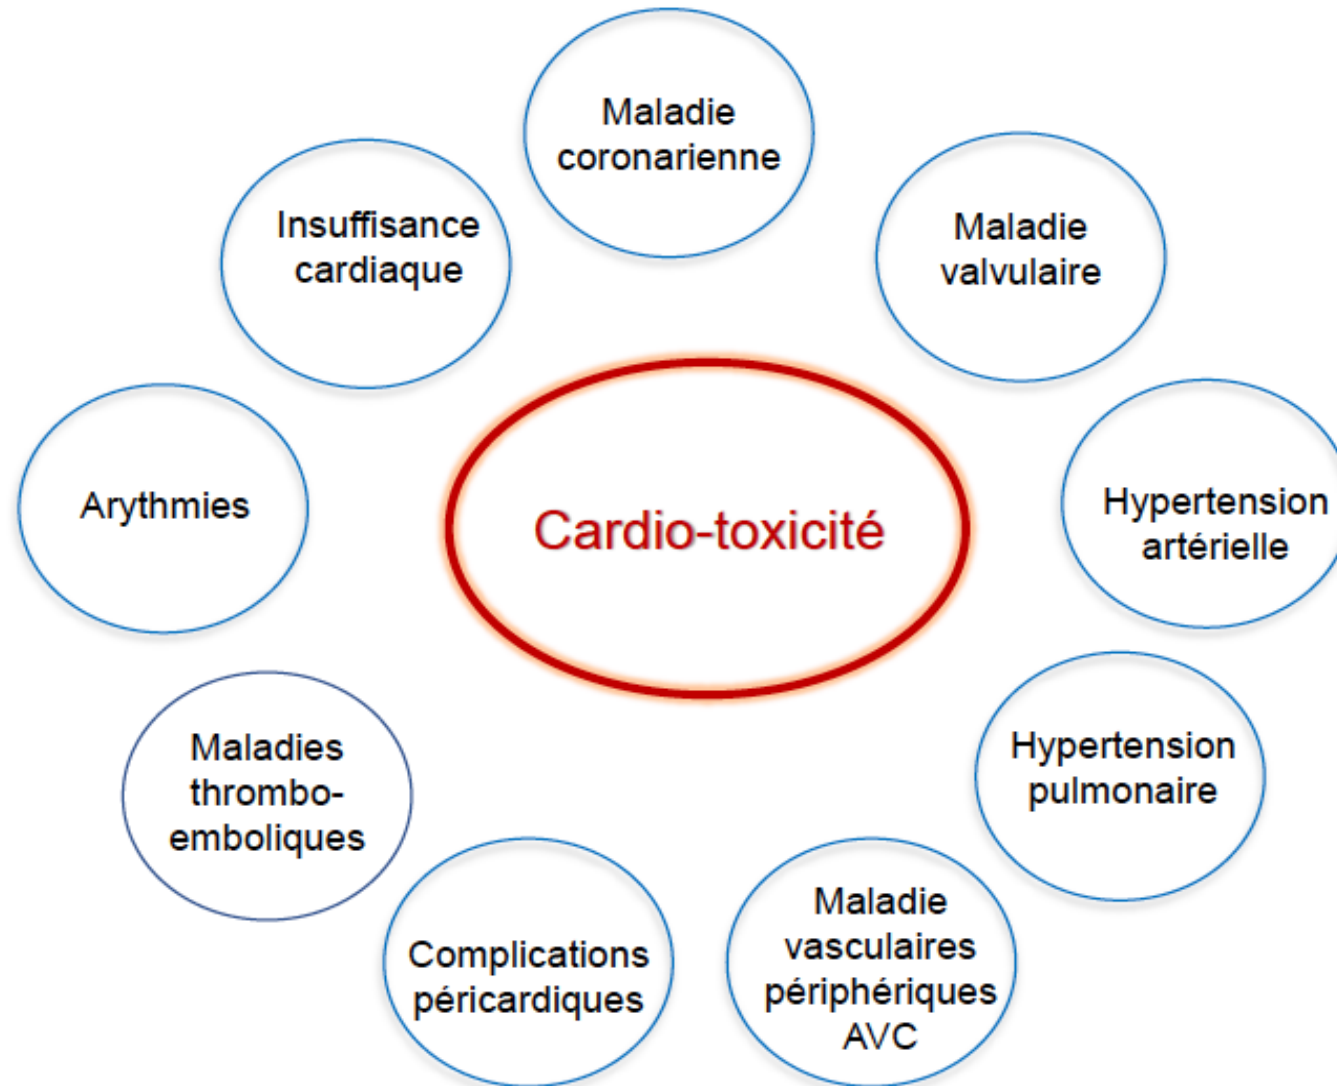 Maladie
coronarienne
Insuffisance
cardiaque
Maladie
valvulaire
Arythmies
Cardio-toxicité
Hypertension
artérielle
Maladies
thrombo-
emboliques
Hypertension
pulmonaire
Complications
péricardiques
Maladie
vasculaires
périphériques
AVC